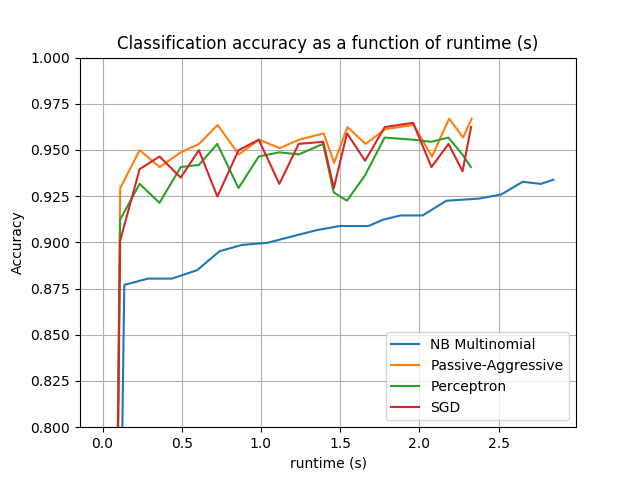 Classification accuracy as a function of runtime (s)
1.000
0.975
0.950
0.925
0.900
0.875
0.850
0.825
0.800
Accuracy
NB Multinomial
Passive-Aggressive
Perceptron
SGD
0.0 0.5 1.0 1.5 2.0 2.5
runtime (s)